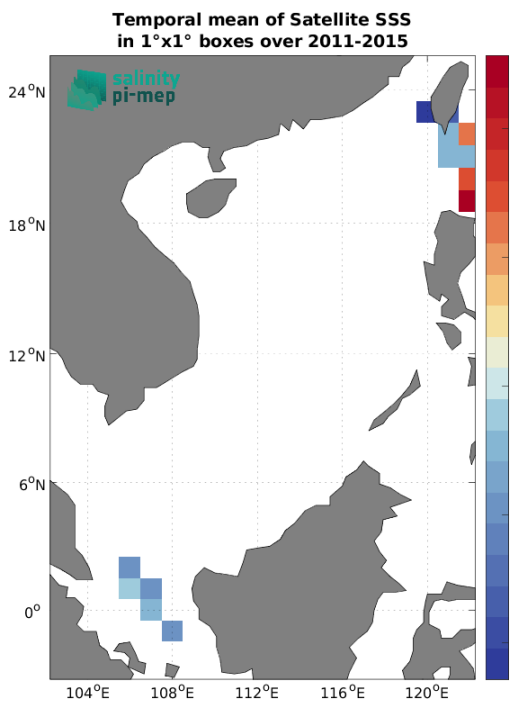 Temporal mean of Satellite SSS
in 1°x1° boxes over 2011-2015
salinity
pi-mep
24°N
18°N
12°N
6°N
0°
104°E
108°E
112°E
116°E
120°E